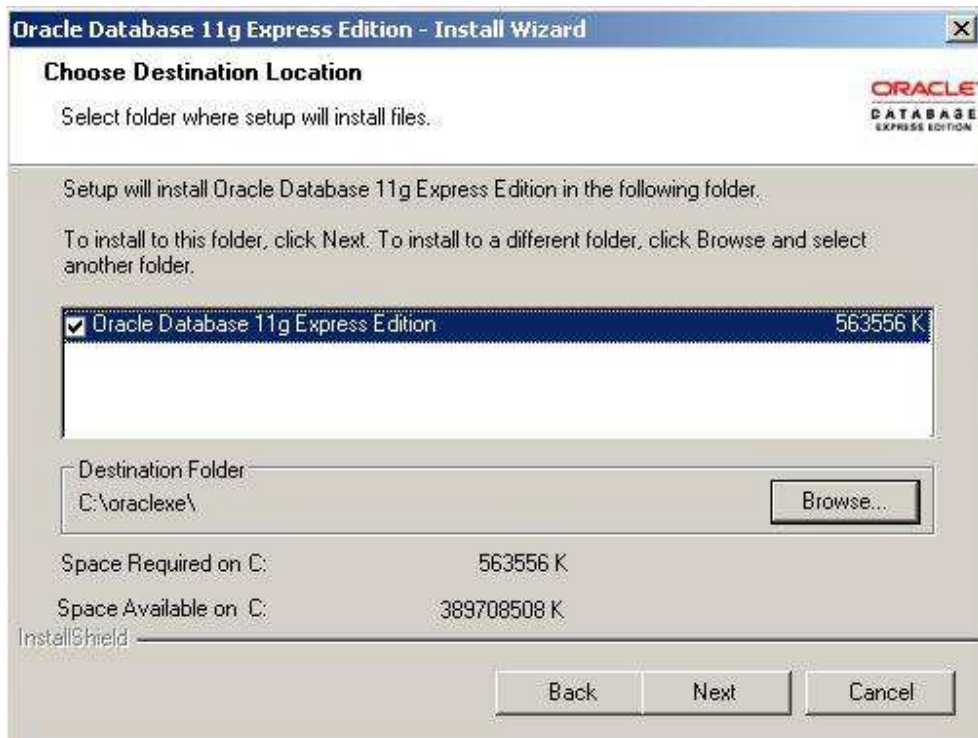 Oracle Database 11g Express Edition - Install Wizard
Choose Destination Location
Select folder where setup will install files.
ORACLE
DATABASE
EXPRESS EDITION
Setup will install Oracle Database 11g Express Edition in the following folder.
To install to this folder, click Next. To install to a different folder, click Browse and select
another folder.
Oracle Database 11g Express Edition 563556 K
Destination Folder
C:\oraclexe\
Browse...
Space Required on C: 563556 K
Space Available on C: 389708508 K
InstallShield
Back Next Cancel